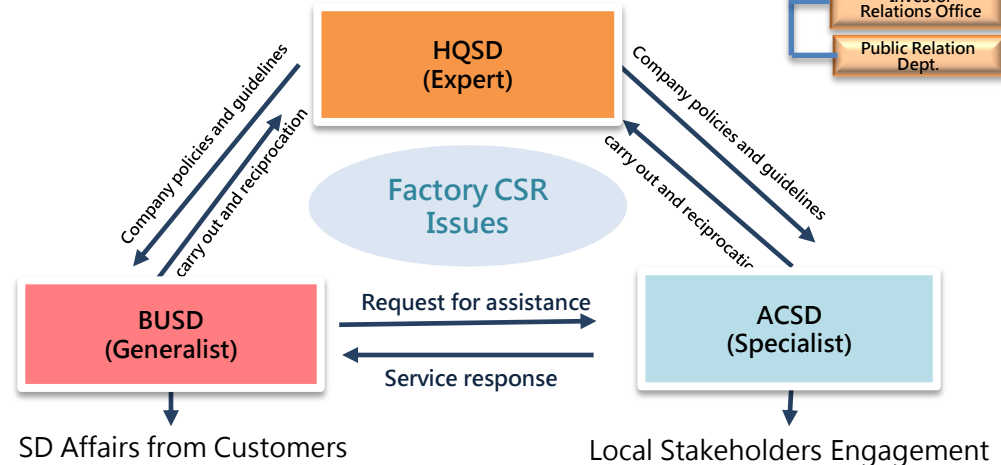 Investor
Relations Office
Public Relation
Dept.
HQSD
(Expert)
Company policies and guidelines
carry out and reciprocation
Company policies and guidelines
carry out and reciprocatic
Factory CSR
Issues
BUSD
(Generalist)
Request for assistance
Service response
ACSD
(Specialist)
SD Affairs from Customers
Local Stakeholders Engagement